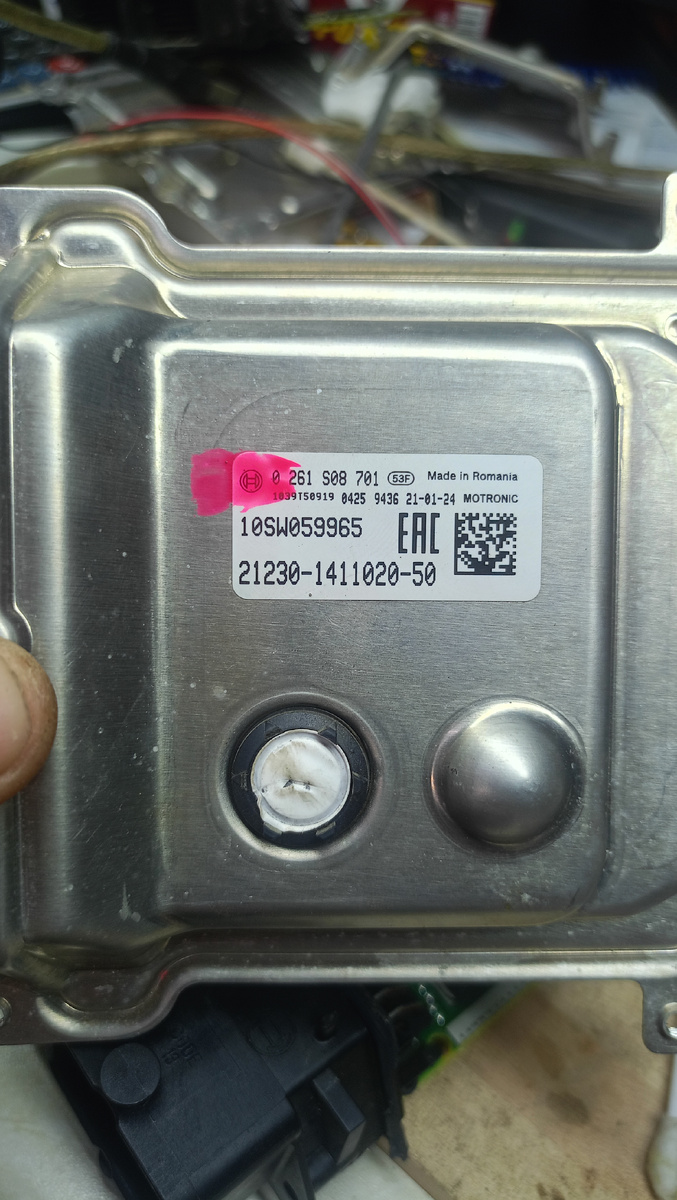 0 261 S08 701 53F Made in Romania
1039T50919 0425 9436 21-01-24 MOTRONIC
10SW059965 EAC
21230-1411020-50